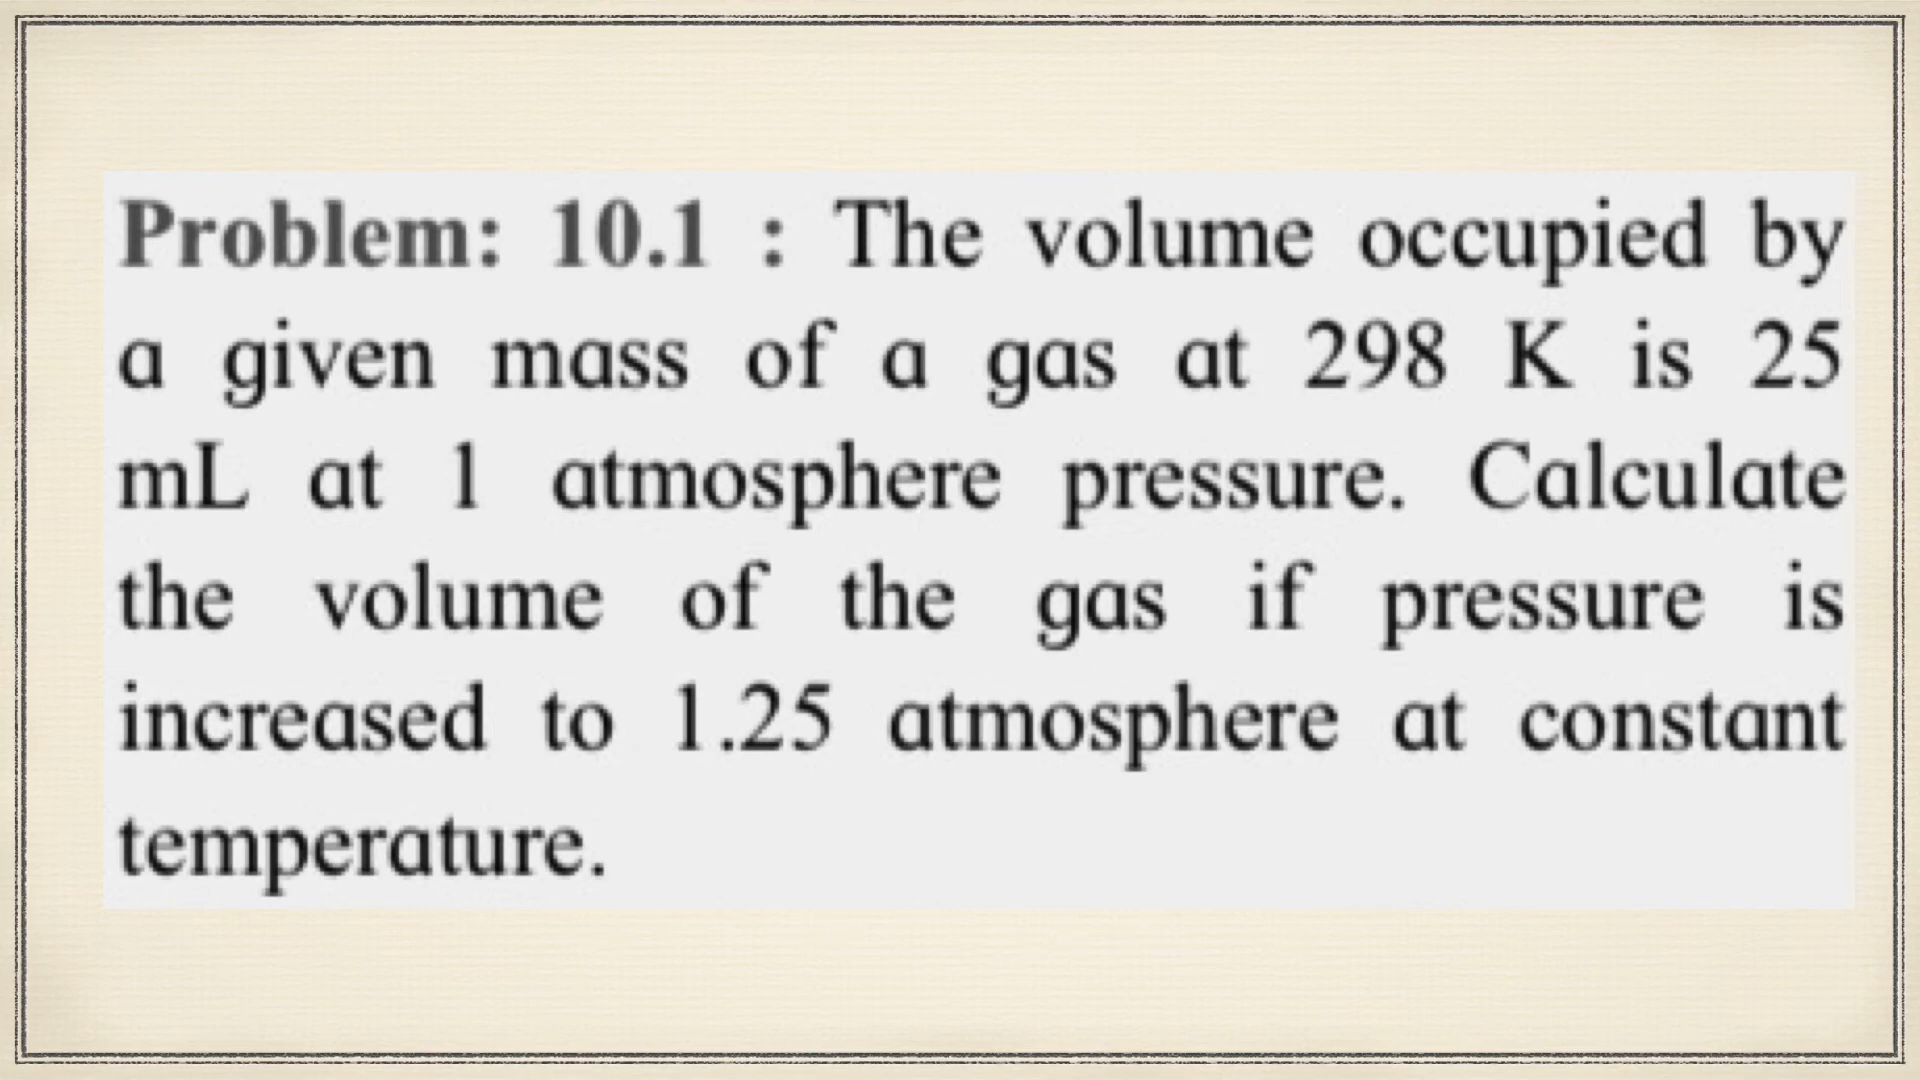 Problem: 10.1 : The volume occupied by
a given mass of a gas at 298 K is 25
mL at 1 atmosphere pressure. Calculate
the volume of the gas if pressure is
increased to 1.25 atmosphere at constant
temperature.